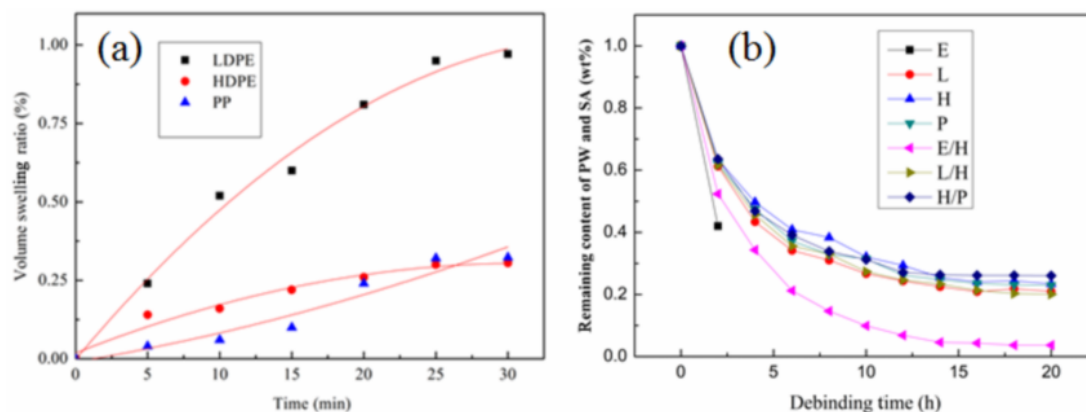 (a)
LDPE
HDPE
PP
Volume swelling ratio (%)
1.00
0.75
0.50
0.25
0.00
0
5
10
15
20
25
30
Time (min)
(b)
E
L
H
P
E/H
L/H
H/P
Remaining content of PW and SA (wt%)
1.0
0.8
0.6
0.4
0.2
0.0
0
5
10
15
20
Debinding time (h)